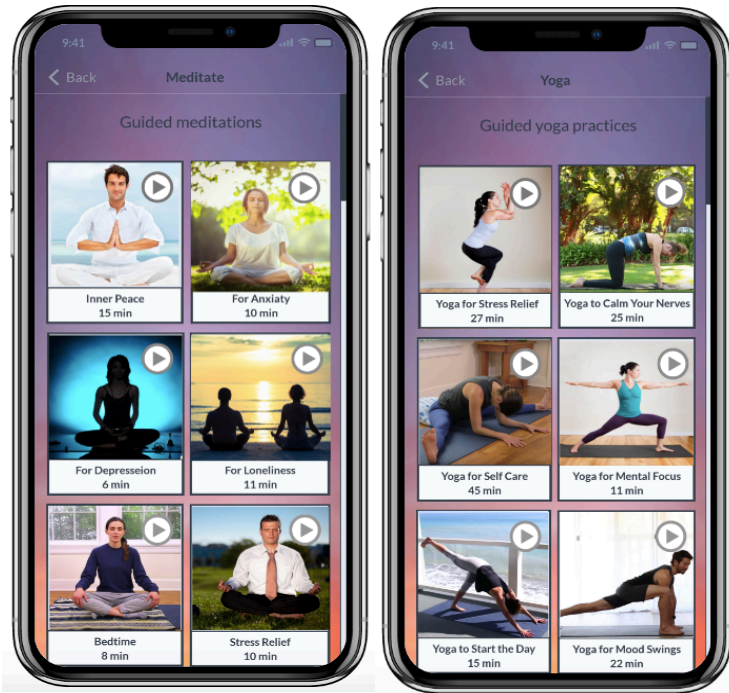 9:41
Back
Meditate
Guided meditations
Inner Peace
15 min
For Anxiaty
10 min
For Depresseion
6 min
For Loneliness
11 min
Bedtime
8 min
Stress Relief
10 min
9:41
Back
Yoga
Guided yoga practices
Yoga for Stress Relief
27 min
Yoga to Calm Your Nerves
25 min
Yoga for Self Care
45 min
Yoga for Mental Focus
11 min
Yoga to Start the Day
15 min
Yoga for Mood Swings
22 min